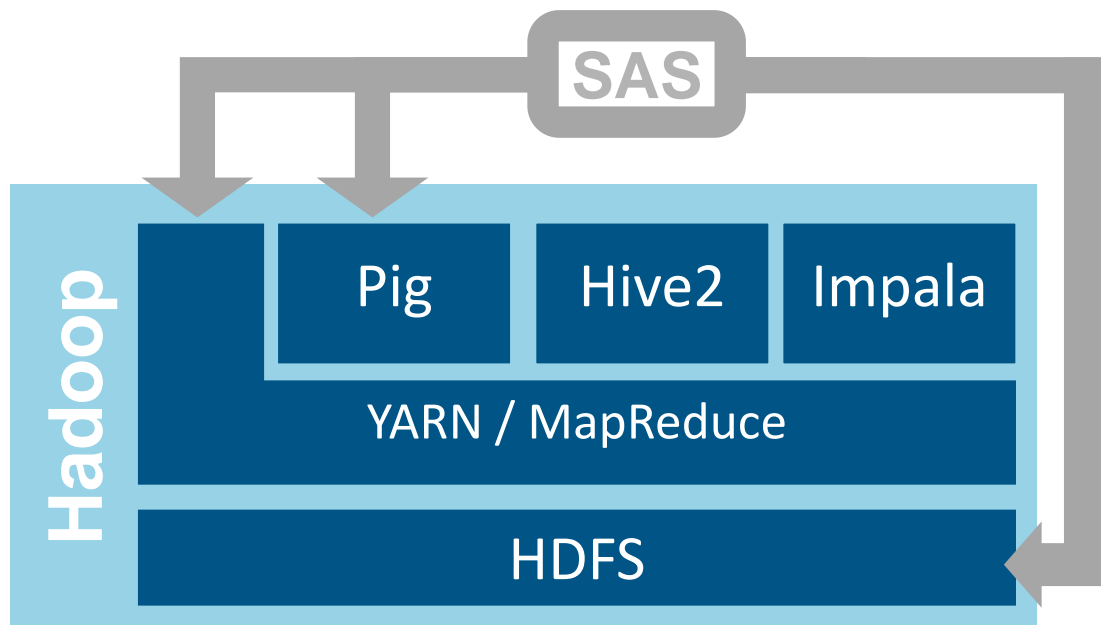 SAS
Hadoop
Pig
Hive2
Impala
YARN / MapReduce
HDFS